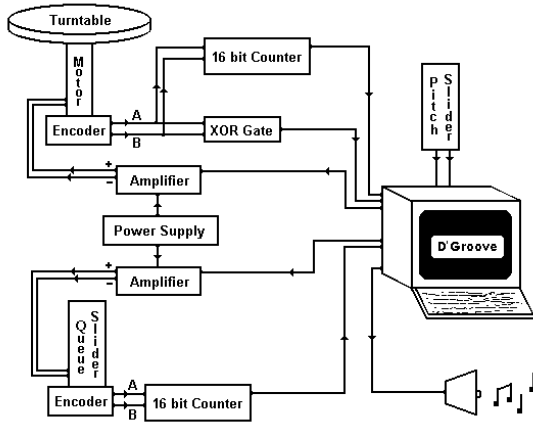 Turntable
Motor
Encoder
A
B
16 bit Counter
XOR Gate
Pitch
Slider
+
−
Amplifier
Power Supply
D'Groove
+
−
Amplifier
Queue
Slider
Encoder
A
B
16 bit Counter